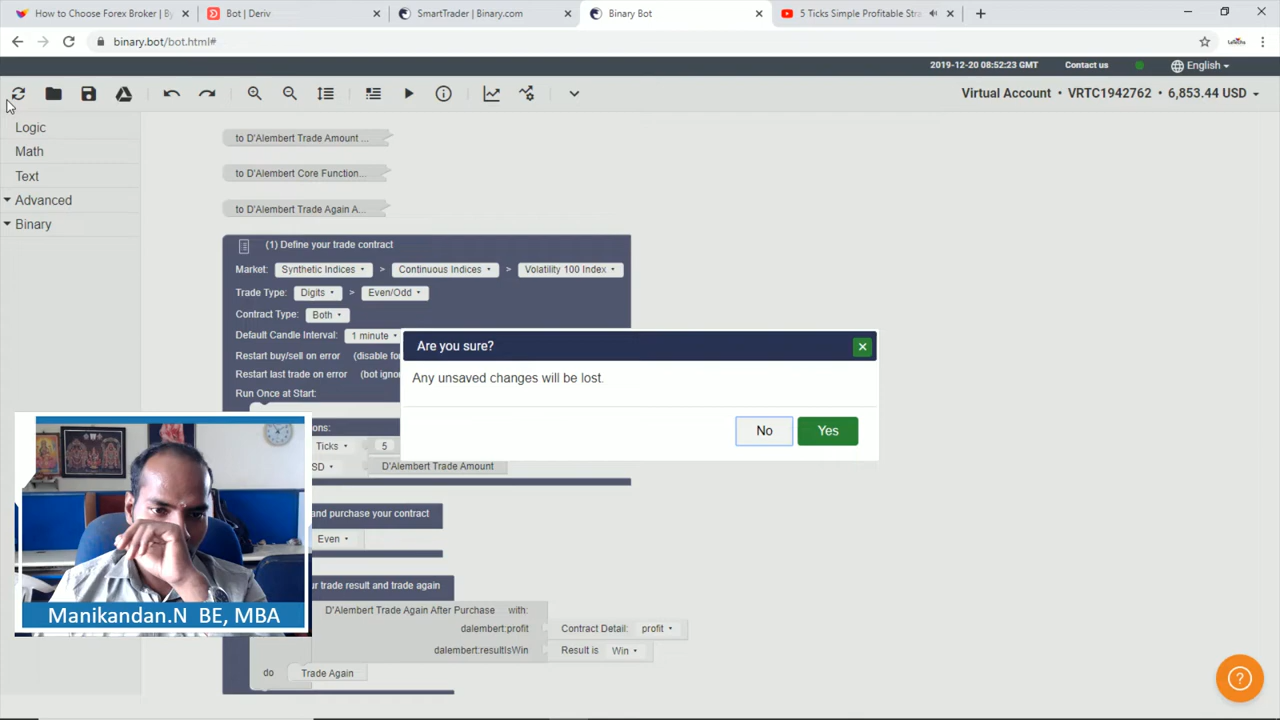 How to Choose Forex Broker | By
Bot | Deriv
SmartTrader | Binary.com
Binary Bot
5 Ticks Simple Profitable Stra
binary.bot/bot.html#
2019-12-20 08:52:23 GMT
Contact us
English
Virtual Account
VRTC1942762
6,853.44 USD
Logic
Math
Text
Advanced
Binary
to D'Alembert Trade Amount ...
to D'Alembert Core Function...
to D'Alembert Trade Again A...
(1) Define your trade contract
Market: Synthetic Indices > Continuous Indices > Volatility 100 Index
Trade Type: Digits > Even/Odd
Contract Type: Both
Default Candle Interval: 1 minute
Restart buy/sell on error (disable fo
Restart last trade on error (bot igno
Run Once at Start:
Are you sure?
Any unsaved changes will be lost.
No
Yes
ons:
Ticks 5
SD D'Alembert Trade Amount
and purchase your contract
Even
r trade result and trade again
D'Alembert Trade Again After Purchase with:
dalembert:profit Contract Detail: profit
dalembert:resultIsWin Result is Win
do Trade Again
Manikandan.N BE, MBA
?